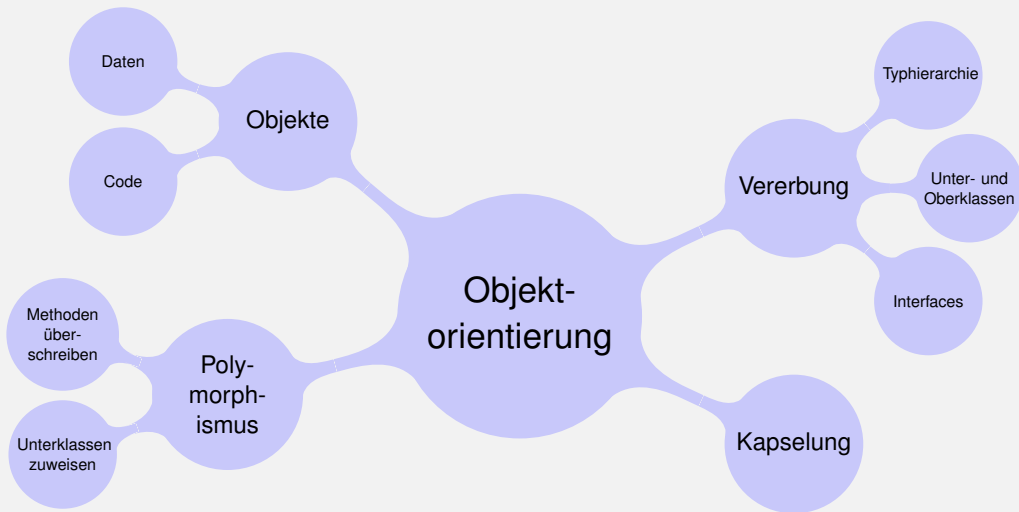 Daten
Objekte
Code
Methoden
über-
schreiben
Poly-
morph-
ismus
Unterklassen
zuweisen
Objekt-
orientierung
Typhierarchie
Vererbung
Unter- und
Oberklassen
Interfaces
Kapselung